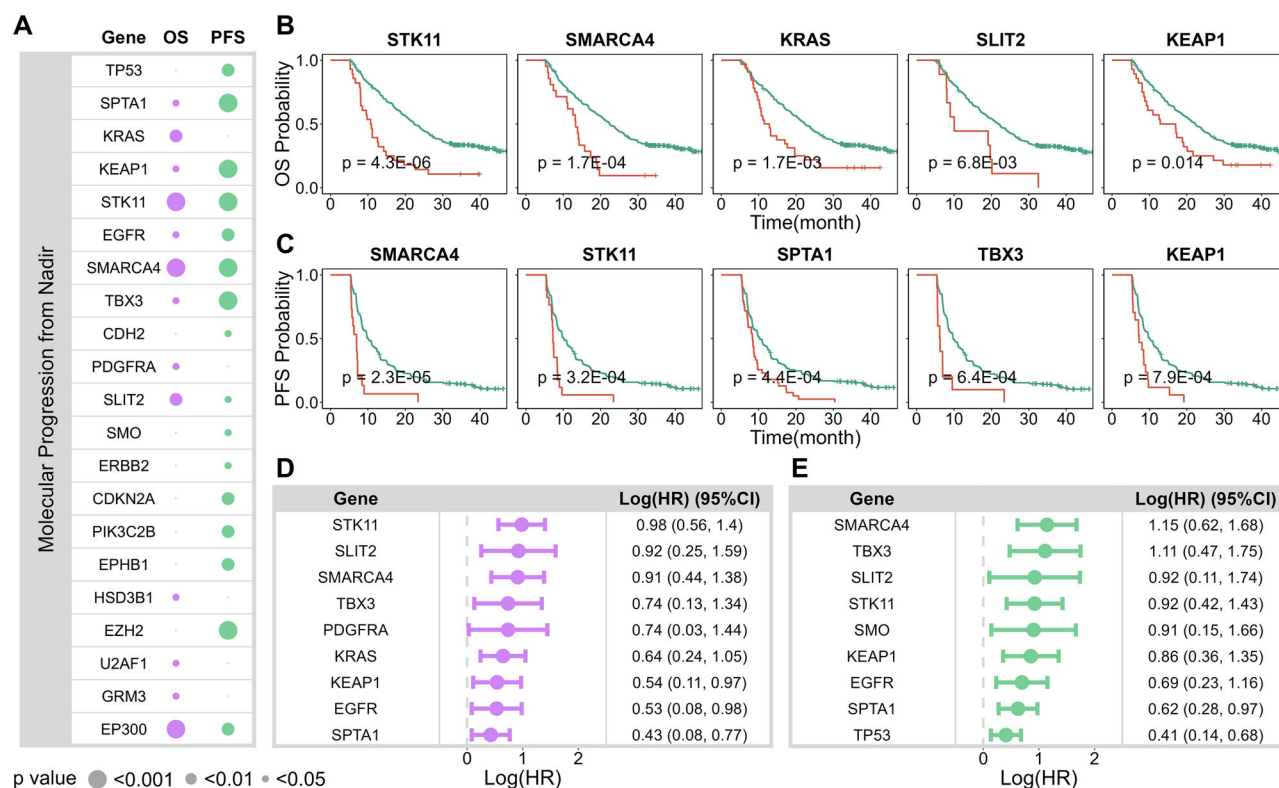 A
Gene OS PFS
Molecular Progression from Nadir
TP53
SPTA1
KRAS
KEAP1
STK11
EGFR
SMARCA4
TBX3
CDH2
PDGFRA
SLIT2
SMO
ERBB2
CDKN2A
PIK3C2B
EPHB1
HSD3B1
EZH2
U2AF1
GRM3
EP300
p value <0.001 <0.01 <0.05
B
STK11 SMARCA4 KRAS SLIT2 KEAP1
OS Probability
1.0
0.5
0.0
p = 4.3E-06 p = 1.7E-04 p = 1.7E-03 p = 6.8E-03 p = 0.014
0 10 20 30 40 0 10 20 30 40 0 10 20 30 40 0 10 20 30 40 0 10 20 30 40
Time(month)
C
SMARCA4 STK11 SPTA1 TBX3 KEAP1
PFS Probability
1.0
0.5
0.0
p = 2.3E-05 p = 3.2E-04 p = 4.4E-04 p = 6.4E-04 p = 7.9E-04
0 10 20 30 40 0 10 20 30 40 0 10 20 30 40 0 10 20 30 40 0 10 20 30 40
Time(month)
D
Gene Log(HR) (95%CI)
STK11 0.98 (0.56, 1.4)
SLIT2 0.92 (0.25, 1.59)
SMARCA4 0.91 (0.44, 1.38)
TBX3 0.74 (0.13, 1.34)
PDGFRA 0.74 (0.03, 1.44)
KRAS 0.64 (0.24, 1.05)
KEAP1 0.54 (0.11, 0.97)
EGFR 0.53 (0.08, 0.98)
SPTA1 0.43 (0.08, 0.77)
0 1 2
Log(HR)
E
Gene Log(HR) (95%CI)
SMARCA4 1.15 (0.62, 1.68)
TBX3 1.11 (0.47, 1.75)
SLIT2 0.92 (0.11, 1.74)
STK11 0.92 (0.42, 1.43)
SMO 0.91 (0.15, 1.66)
KEAP1 0.86 (0.36, 1.35)
EGFR 0.69 (0.23, 1.16)
SPTA1 0.62 (0.28, 0.97)
TP53 0.41 (0.14, 0.68)
0 1 2
Log(HR)